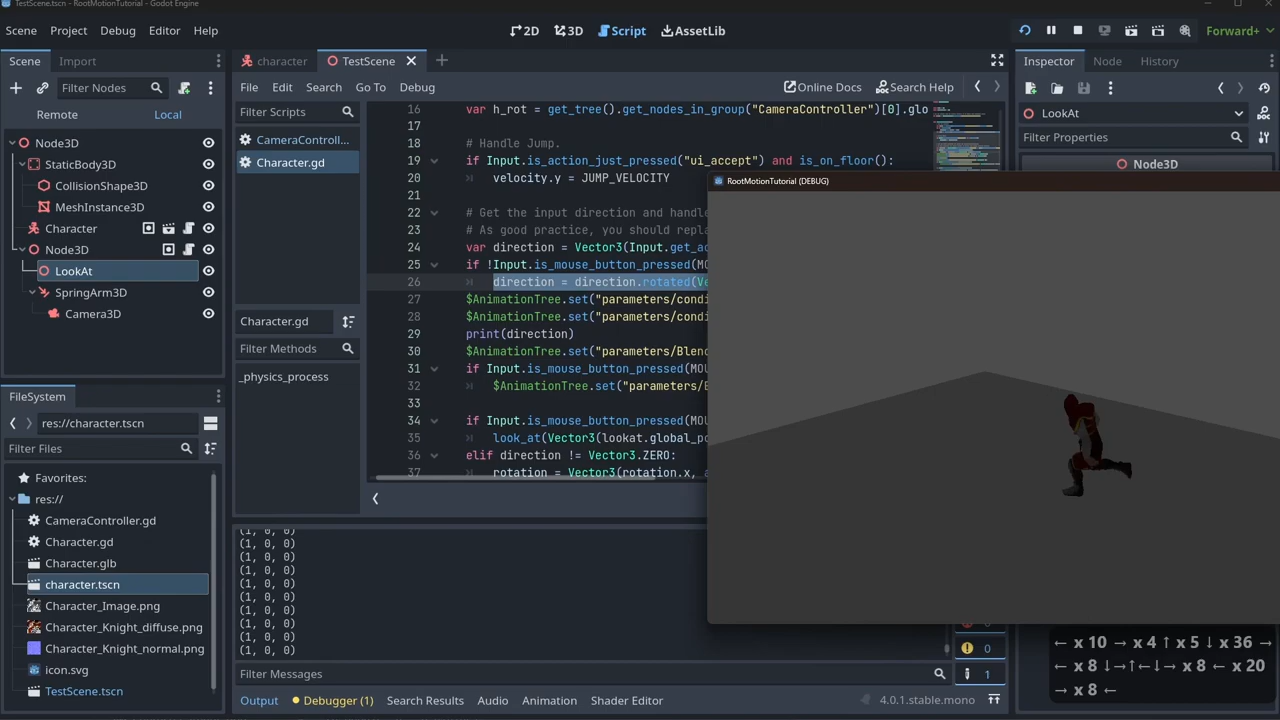 TestScene.tscn - RootMotionTutorial - Godot Engine
Scene Project Debug Editor Help
2D 3D Script AssetLib
Forward+
Scene Import
character TestScene
Inspector Node History
Filter Nodes
File Edit Search Go To Debug
Online Docs Search Help
Remote Local
Filter Scripts
LookAt
Filter Properties
Node3D
Node3D
StaticBody3D
CollisionShape3D
MeshInstance3D
Character
Node3D
LookAt
SpringArm3D
Camera3D
CameraControll...
Character.gd
Character.gd
Filter Methods
_physics_process
16 var h_rot = get_tree().get_nodes_in_group("CameraController")[0].glo
17
18 # Handle Jump.
19 if Input.is_action_just_pressed("ui_accept") and is_on_floor():
20 velocity.y = JUMP_VELOCITY
21
22 # Get the input direction and handle
23 # As good practice, you should repla
24 var direction = Vector3(Input.get_ac
25 if !Input.is_mouse_button_pressed(MO
26 direction = direction.rotated(Ve
27 $AnimationTree.set("parameters/condi
28 $AnimationTree.set("parameters/condi
29 print(direction)
30 $AnimationTree.set("parameters/Blend
31 if Input.is_mouse_button_pressed(MOU
32 $AnimationTree.set("parameters/B
33
34 if Input.is_mouse_button_pressed(MOU
35 look_at(Vector3(lookat.global_po
36 elif direction != Vector3.ZERO:
37 rotation = Vector3(rotation.x, a
RootMotionTutorial (DEBUG)
FileSystem
res://character.tscn
Filter Files
Favorites:
res://
CameraController.gd
Character.gd
Character.glb
character.tscn
Character_Image.png
Character_Knight_diffuse.png
Character_Knight_normal.png
icon.svg
TestScene.tscn
(1, 0, 0)
(1, 0, 0)
(1, 0, 0)
(1, 0, 0)
(1, 0, 0)
(1, 0, 0)
(1, 0, 0)
(1, 0, 0)
(1, 0, 0)
(1, 0, 0)
Filter Messages
0
1
Output Debugger (1) Search Results Audio Animation Shader Editor
4.0.1.stable.mono
← x 10 → x 4 ↑ x 5 ↓ x 36 →
← x 8 ↓→↑←↓→ x 8 ← x 20
→ x 8 ←